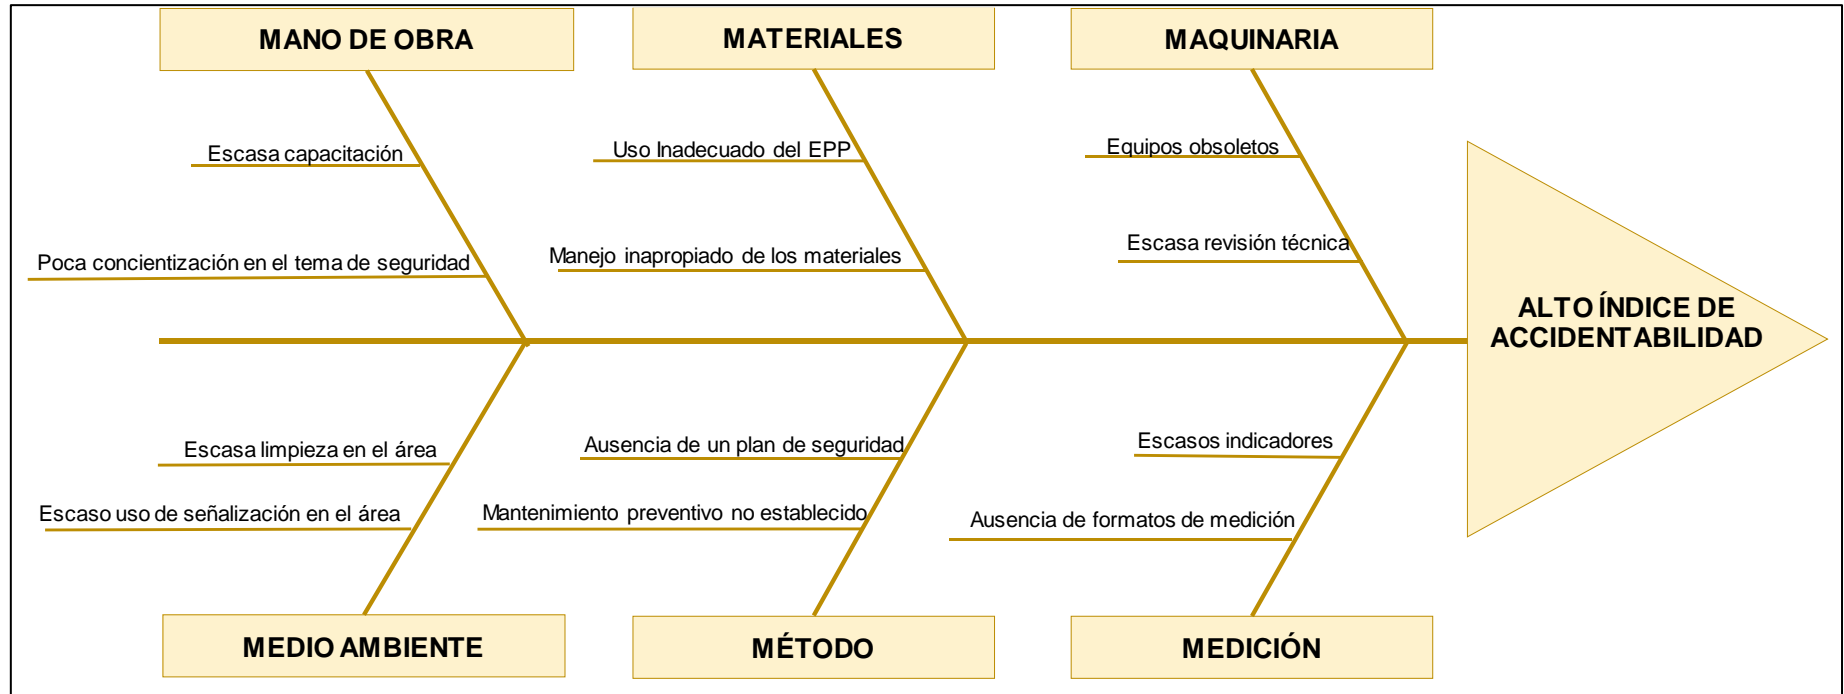 MANO DE OBRA
MATERIALES
MAQUINARIA
Escasa capacitación
Uso Inadecuado del EPP
Equipos obsoletos
Poca concientización en el tema de seguridad
Manejo inapropiado de los materiales
Escasa revisión técnica
ALTO ÍNDICE DE
ACCIDENTABILIDAD
Escasa limpieza en el área
Ausencia de un plan de seguridad
Escasos indicadores
Escaso uso de señalización en el área
Mantenimiento preventivo no establecido
Ausencia de formatos de medición
MEDIO AMBIENTE
MÉTODO
MEDICIÓN